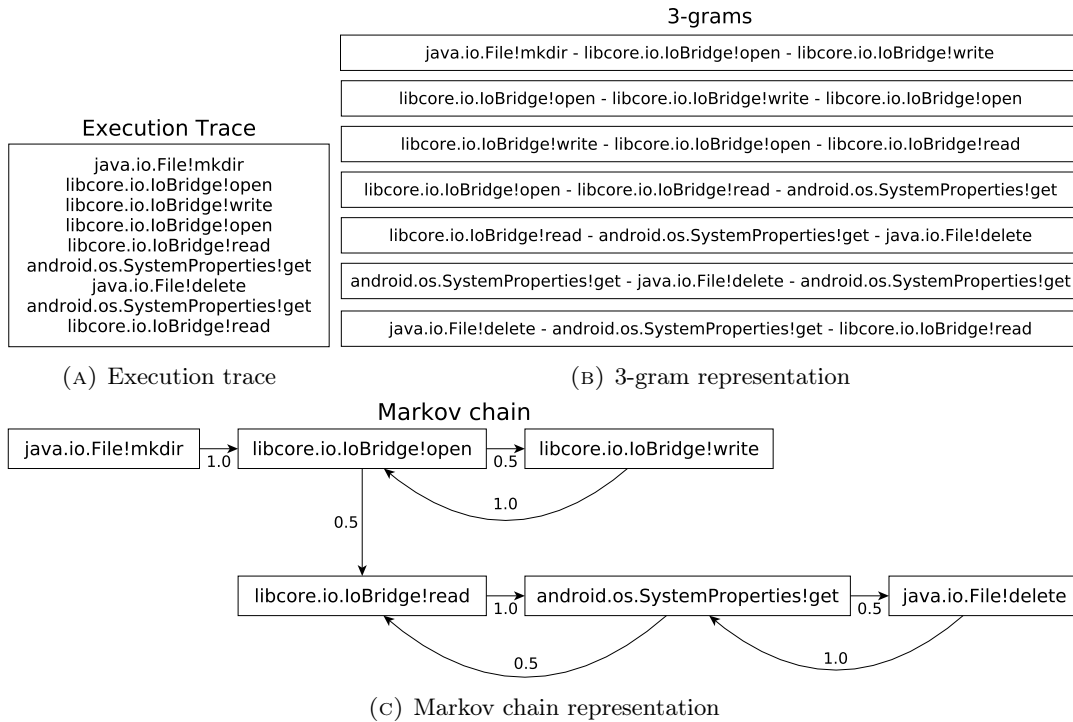 3-grams
java.io.File!mkdir - libcore.io.IoBridge!open - libcore.io.IoBridge!write
libcore.io.IoBridge!open - libcore.io.IoBridge!write - libcore.io.IoBridge!open
libcore.io.IoBridge!write - libcore.io.IoBridge!open - libcore.io.IoBridge!read
libcore.io.IoBridge!open - libcore.io.IoBridge!read - android.os.SystemProperties!get
libcore.io.IoBridge!read - android.os.SystemProperties!get - java.io.File!delete
android.os.SystemProperties!get - java.io.File!delete - android.os.SystemProperties!get
java.io.File!delete - android.os.SystemProperties!get - libcore.io.IoBridge!read
Execution Trace
java.io.File!mkdir
libcore.io.IoBridge!open
libcore.io.IoBridge!write
libcore.io.IoBridge!open
libcore.io.IoBridge!read
android.os.SystemProperties!get
java.io.File!delete
android.os.SystemProperties!get
libcore.io.IoBridge!read
(A) Execution trace
(B) 3-gram representation
Markov chain
java.io.File!mkdir
1.0
libcore.io.IoBridge!open
0.5
libcore.io.IoBridge!write
1.0
0.5
libcore.io.IoBridge!read
1.0
android.os.SystemProperties!get
0.5
java.io.File!delete
0.5
1.0
(C) Markov chain representation